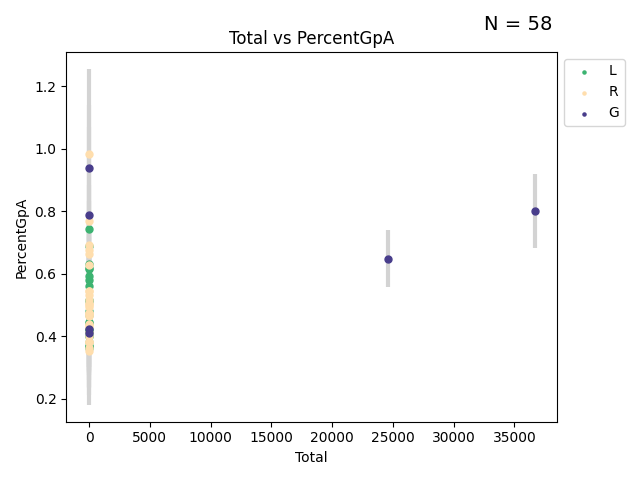 N = 58
Total vs PercentGpA
L
R
G
1.2
1.0
0.8
0.6
0.4
0.2
PercentGpA
0 5000 10000 15000 20000 25000 30000 35000
Total